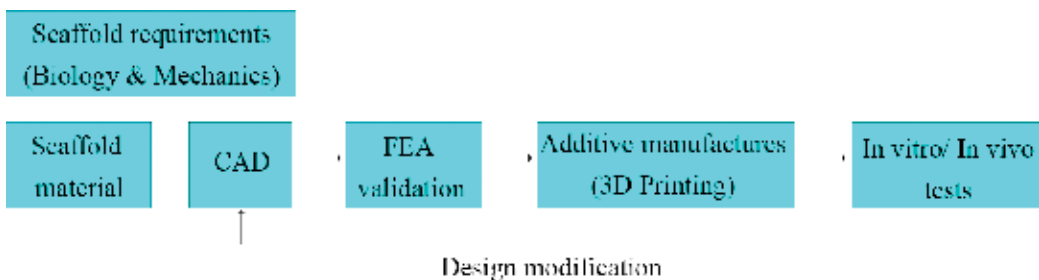 Scaffold requirements
(Biology & Mechanics)
Scaffold
material
CAD
FEA
validation
Additive manufactures
(3D Printing)
In vitro/ In vivo
tests
Design modification